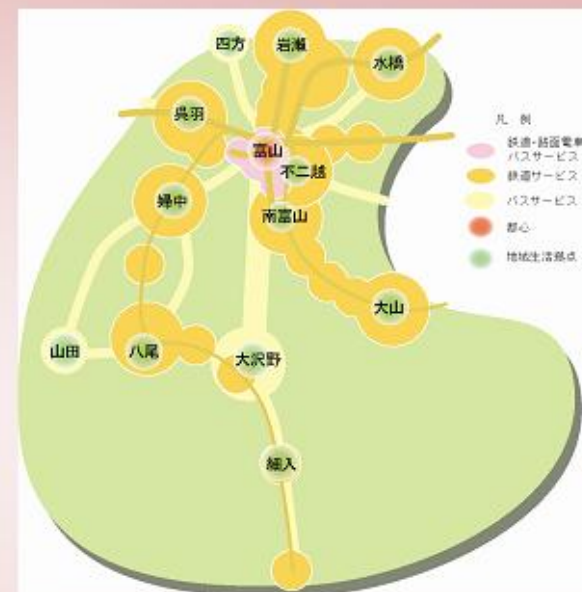 四方
岩瀬
水橋
呉羽
富山
不二越
婦中
南富山
大山
山田
八尾
大沢野
細入
凡 例
鉄道・路面電車
バスサービス
鉄道サービス
バスサービス
都心
地域生活拠点